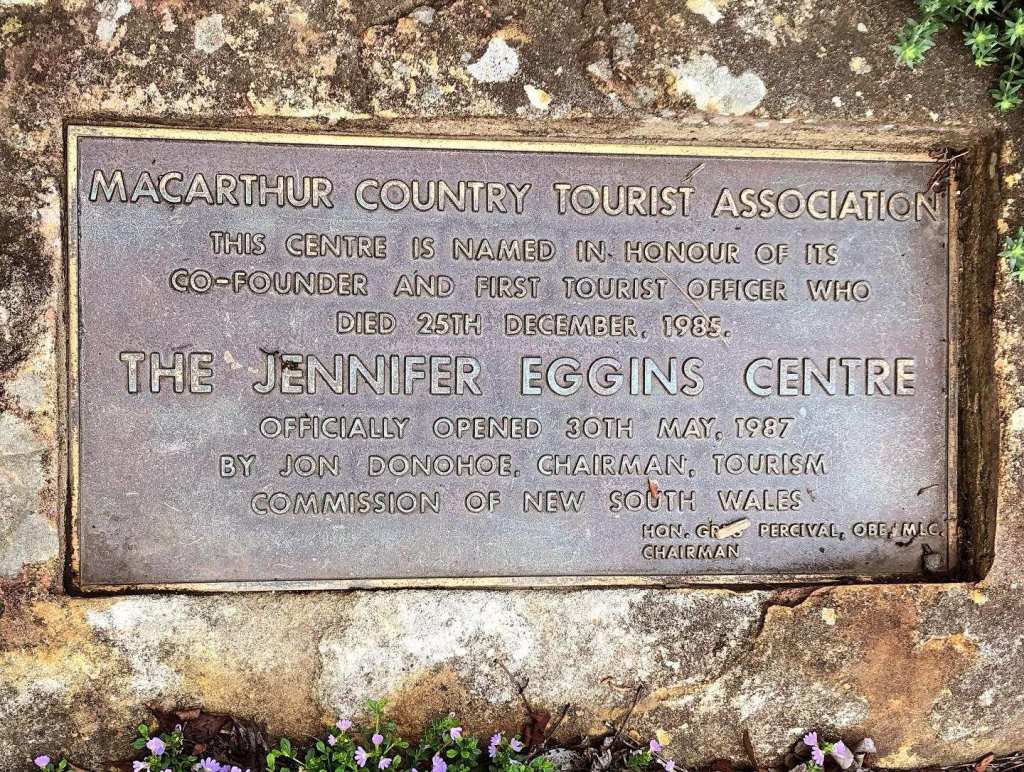 MACARTHUR COUNTRY TOURIST ASSOCIATION
THIS CENTRE IS NAMED IN HONOUR OF ITS
CO-FOUNDER AND FIRST TOURIST OFFICER WHO
DIED 25TH DECEMBER, 1985.
THE JENNIFER EGGINS CENTRE
OFFICIALLY OPENED 30TH MAY, 1987
BY JON DONOHOE, CHAIRMAN, TOURISM
COMMISSION OF NEW SOUTH WALES
HON. PERCIVAL, OBE, MLC.
CHAIRMAN